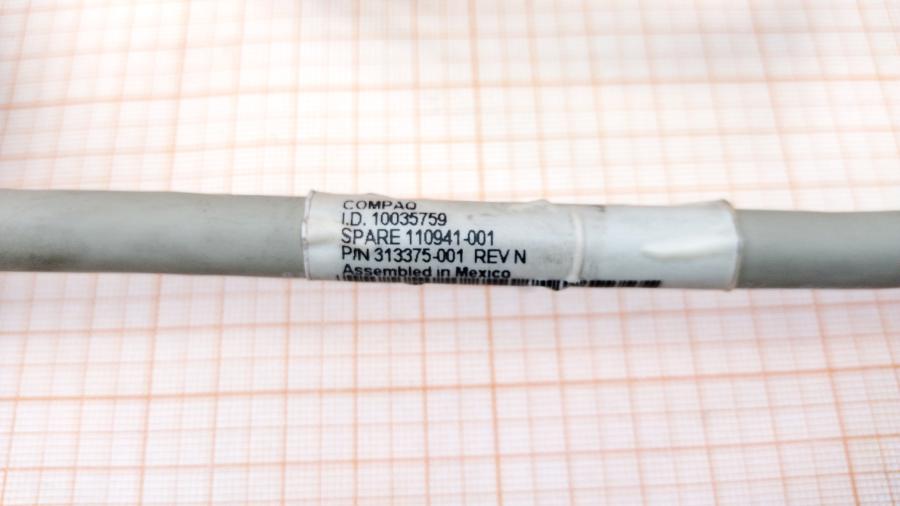 COMPAQ
I.D. 10035759
SPARE 110941-001
P/N 313375-001 REV N
Assembled in Mexico